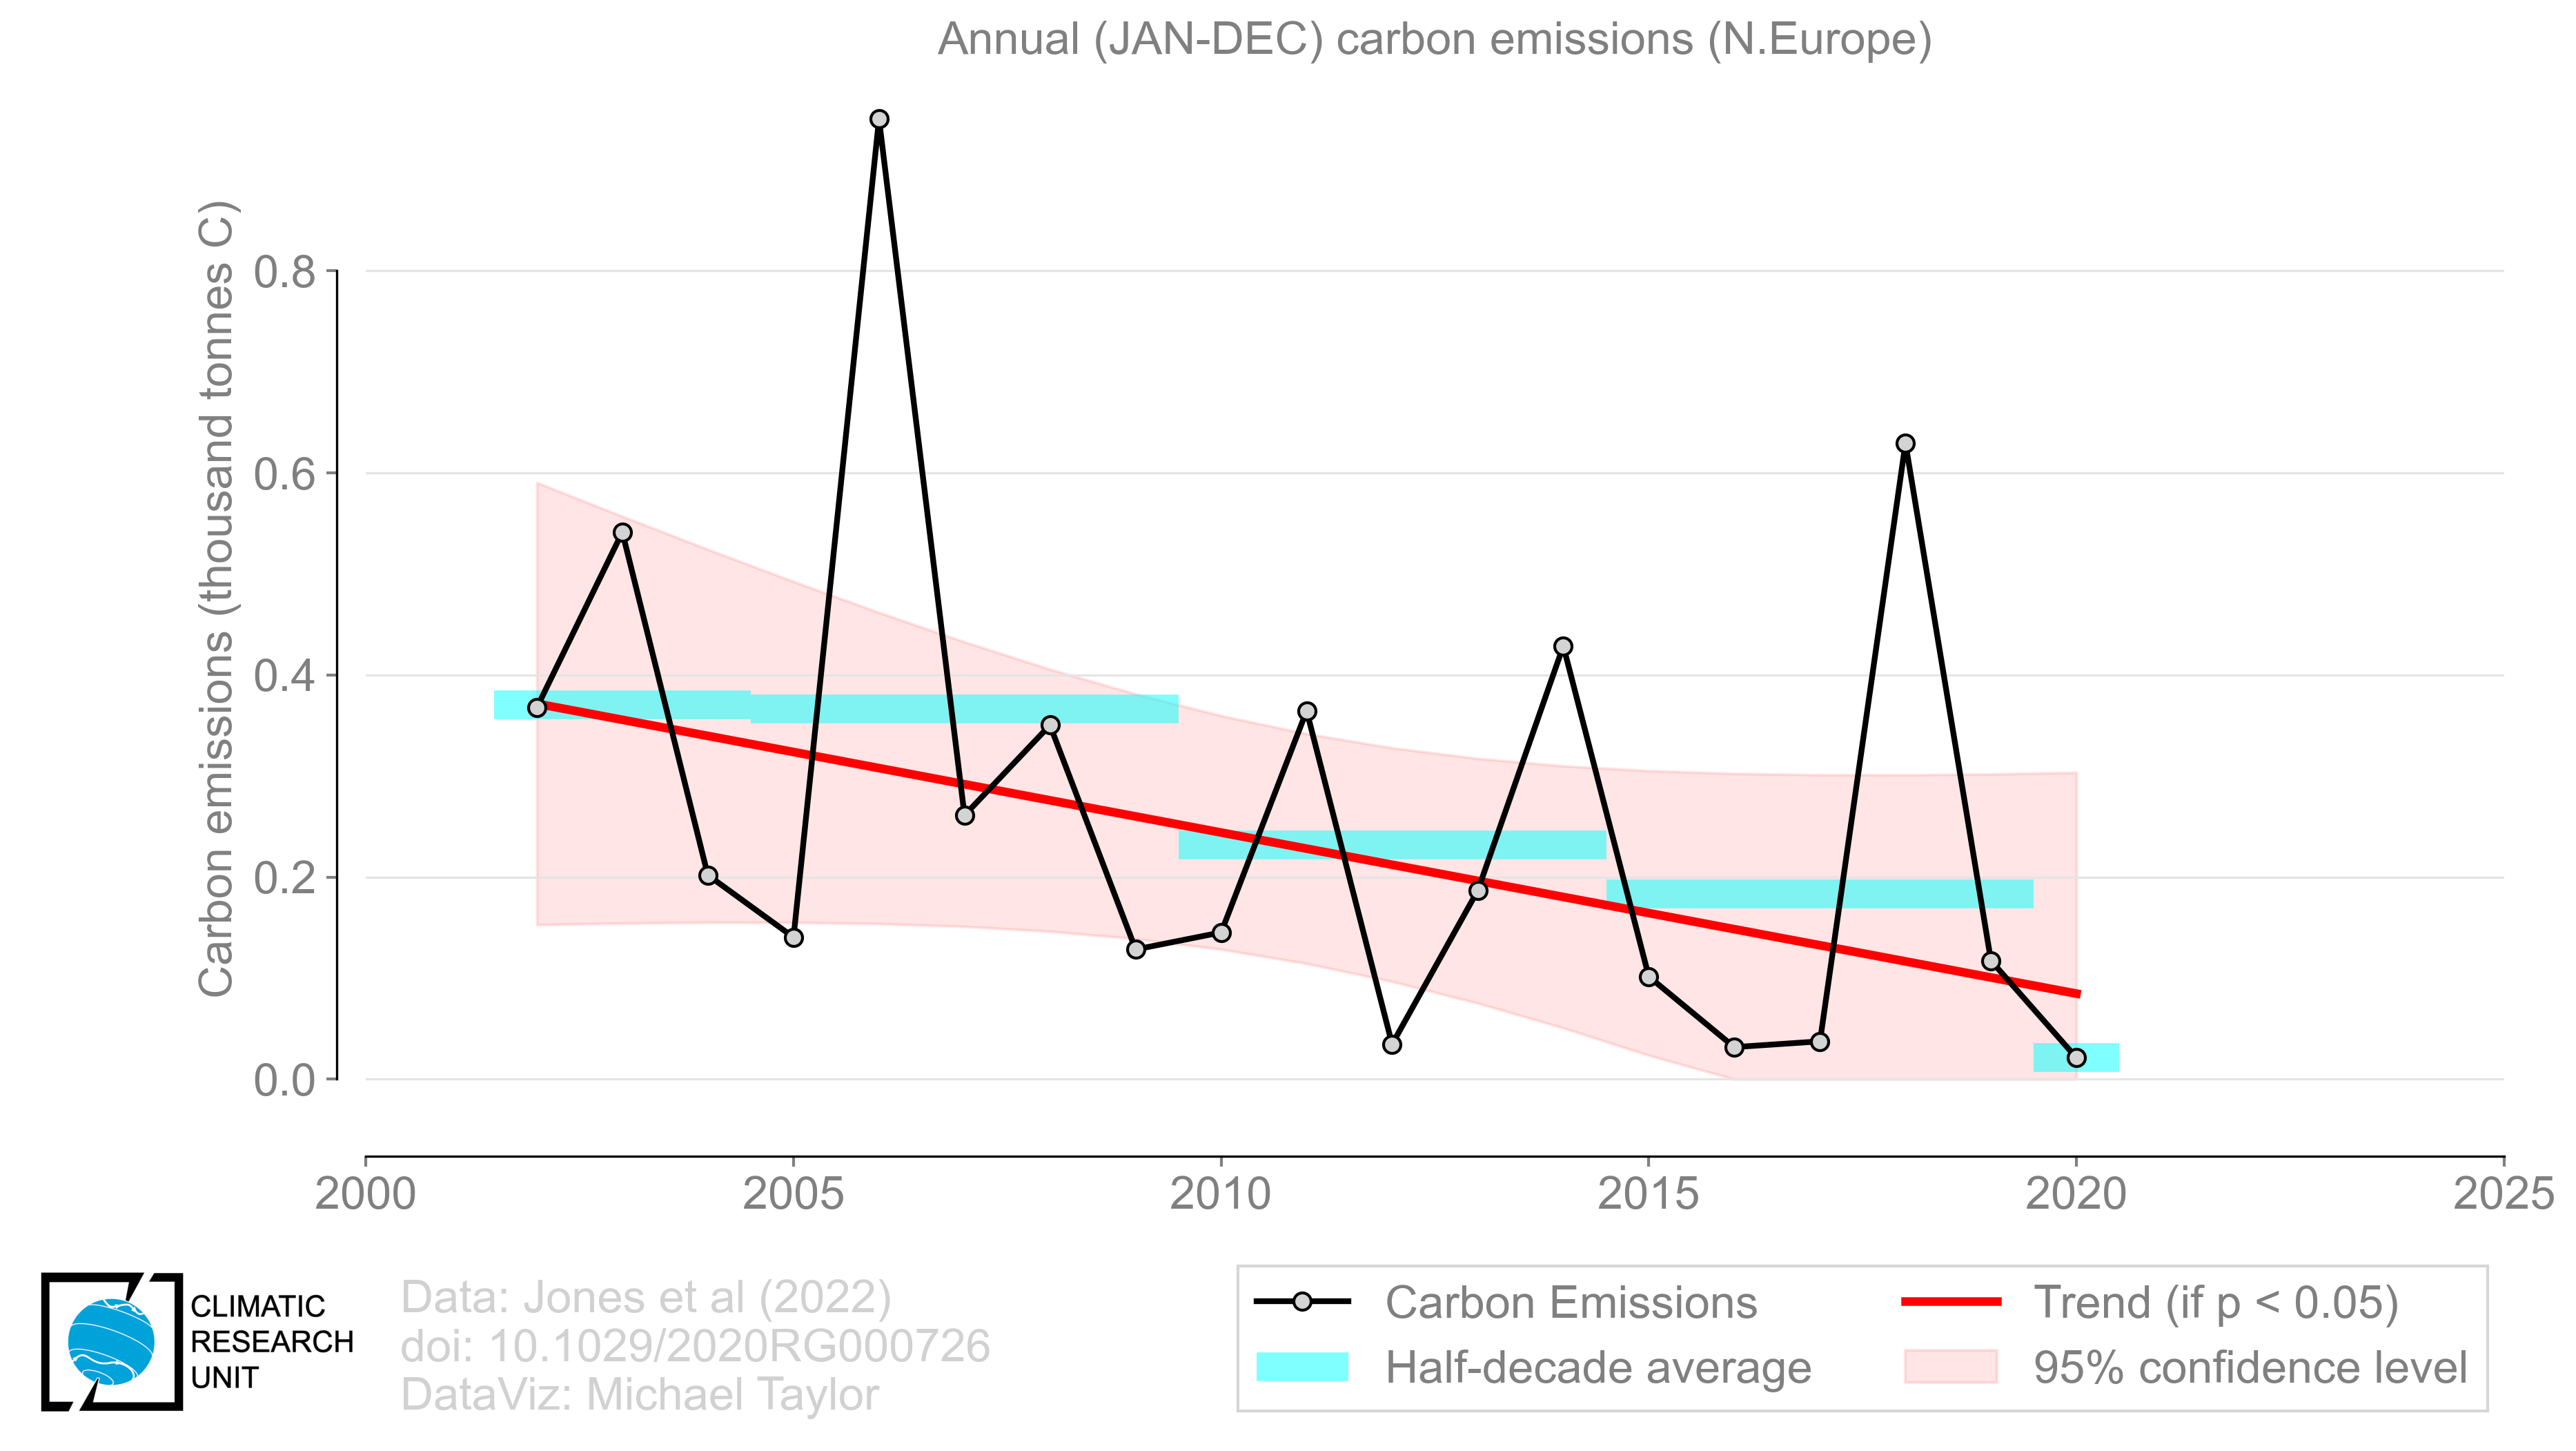 Annual (JAN-DEC) carbon emissions (N.Europe)
Carbon emissions (thousand tonnes C)
0.8
0.6
0.4
0.2
0.0
2000 2005 2010 2015 2020 2025
CLIMATIC
RESEARCH
UNIT
Data: Jones et al (2022)
doi: 10.1029/2020RG000726
DataViz: Michael Taylor
Carbon Emissions
Half-decade average
Trend (if p < 0.05)
95% confidence level